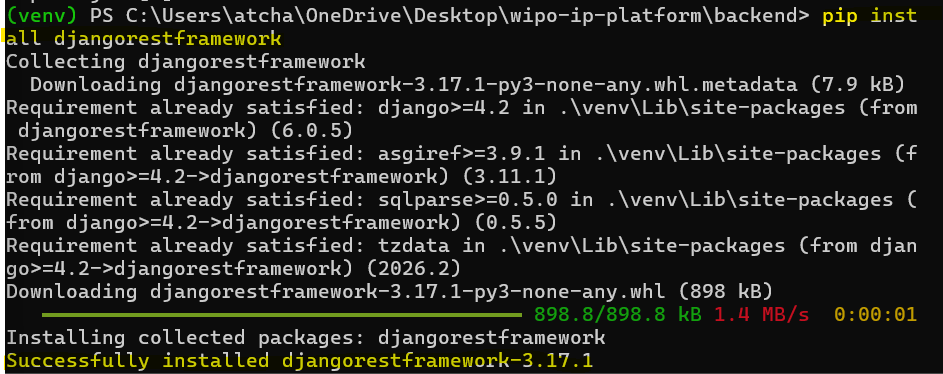 (venv) PS C:\Users\atcha\OneDrive\Desktop\wipo-ip-platform\backend> pip inst
all djangorestframework
Collecting djangorestframework
  Downloading djangorestframework-3.17.1-py3-none-any.whl.metadata (7.9 kB)
Requirement already satisfied: django>=4.2 in .\venv\Lib\site-packages (from
 djangorestframework) (6.0.5)
Requirement already satisfied: asgiref>=3.9.1 in .\venv\Lib\site-packages (f
rom django>=4.2->djangorestframework) (3.11.1)
Requirement already satisfied: sqlparse>=0.5.0 in .\venv\Lib\site-packages (
from django>=4.2->djangorestframework) (0.5.5)
Requirement already satisfied: tzdata in .\venv\Lib\site-packages (from djan
go>=4.2->djangorestframework) (2026.2)
Downloading djangorestframework-3.17.1-py3-none-any.whl (898 kB)
898.8/898.8 kB 1.4 MB/s  0:00:01
Installing collected packages: djangorestframework
Successfully installed djangorestframework-3.17.1